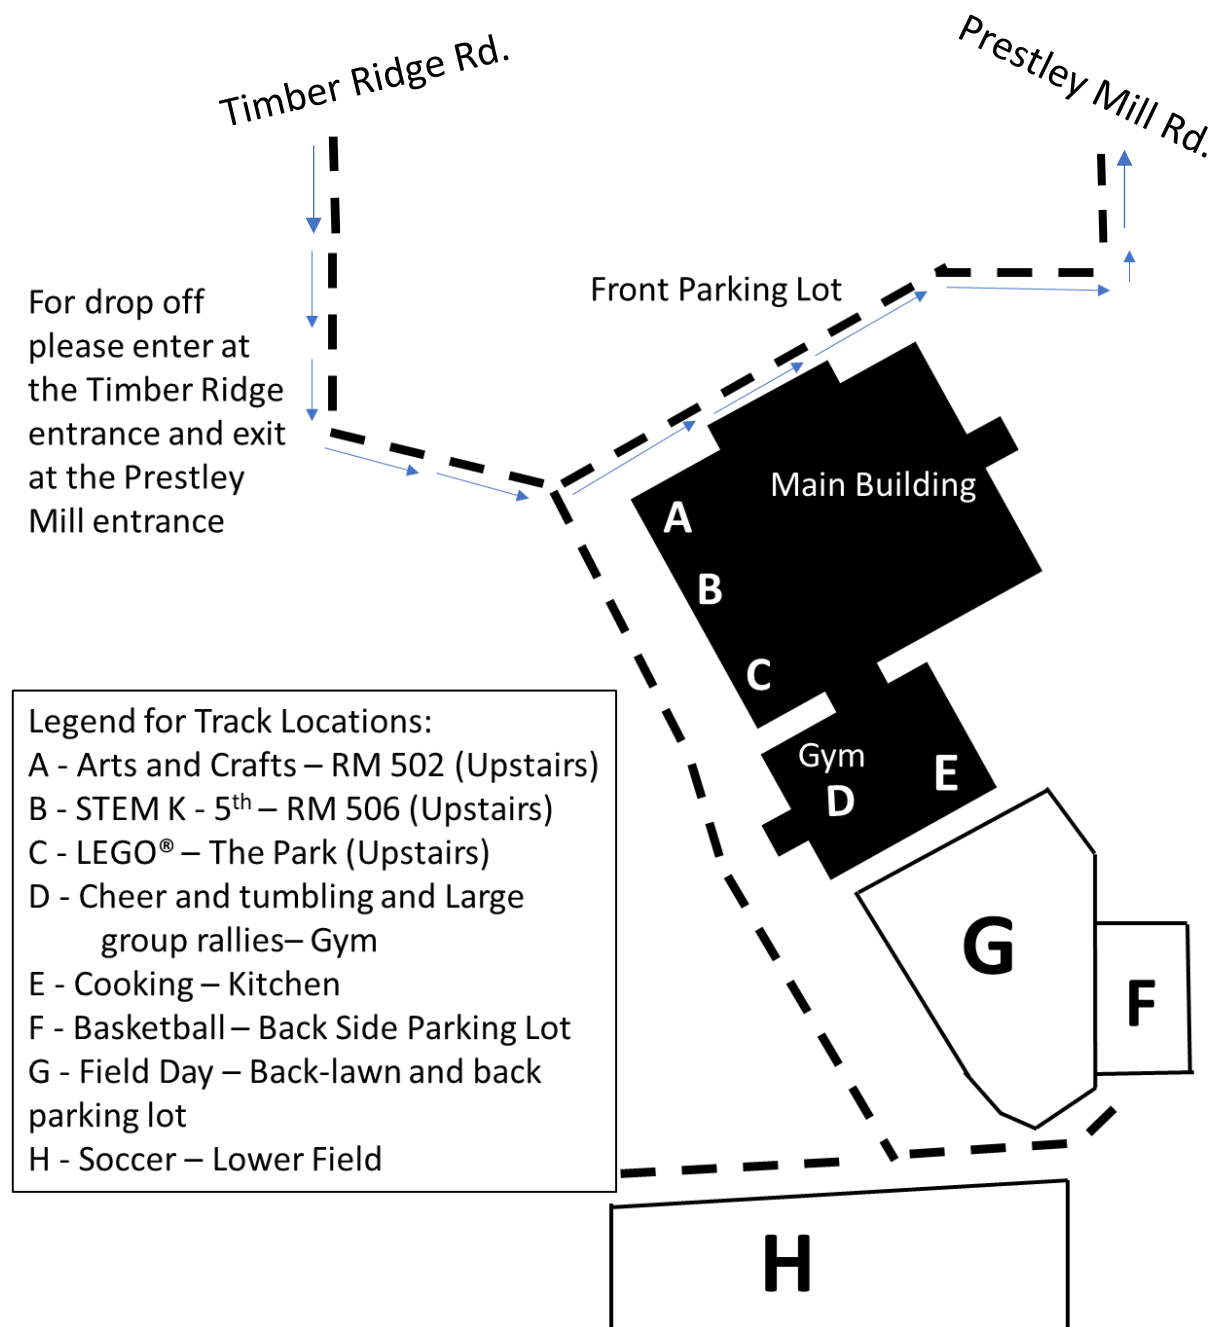 Timber Ridge Rd.
Prestley Mill Rd.
For drop off
please enter at
the Timber Ridge
entrance and exit
at the Prestley
Mill entrance
Front Parking Lot
Main Building
A
B
C
Gym
D
E
G
F
H
Legend for Track Locations:
A - Arts and Crafts – RM 502 (Upstairs)
B - STEM K - 5th – RM 506 (Upstairs)
C - LEGO® – The Park (Upstairs)
D - Cheer and tumbling and Large
group rallies– Gym
E - Cooking – Kitchen
F - Basketball – Back Side Parking Lot
G - Field Day – Back-lawn and back
parking lot
H - Soccer – Lower Field